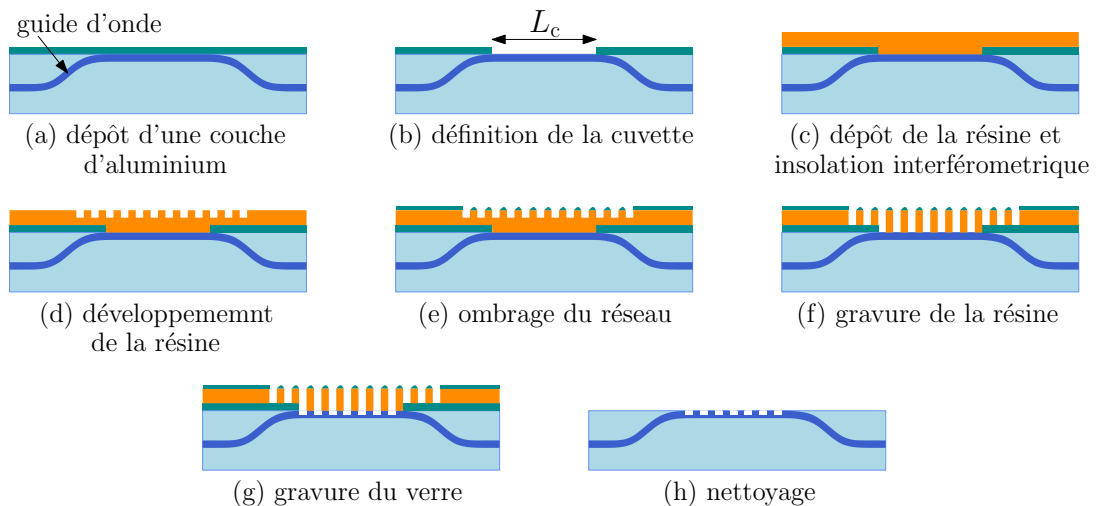 guide d'onde
L_c
(a) dépôt d'une couche
d'aluminium
(b) définition de la cuvette
(c) dépôt de la résine et
insolation interférometrique
(d) développememnt
de la résine
(e) ombrage du réseau
(f) gravure de la résine
(g) gravure du verre
(h) nettoyage